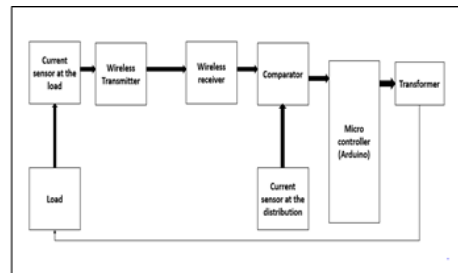 Current
sensor at the
load
Wireless
Transmitter
Wireless
receiver
Comparator
Transformer
Micro
controller
(Arduino)
Load
Current
sensor at the
distribution